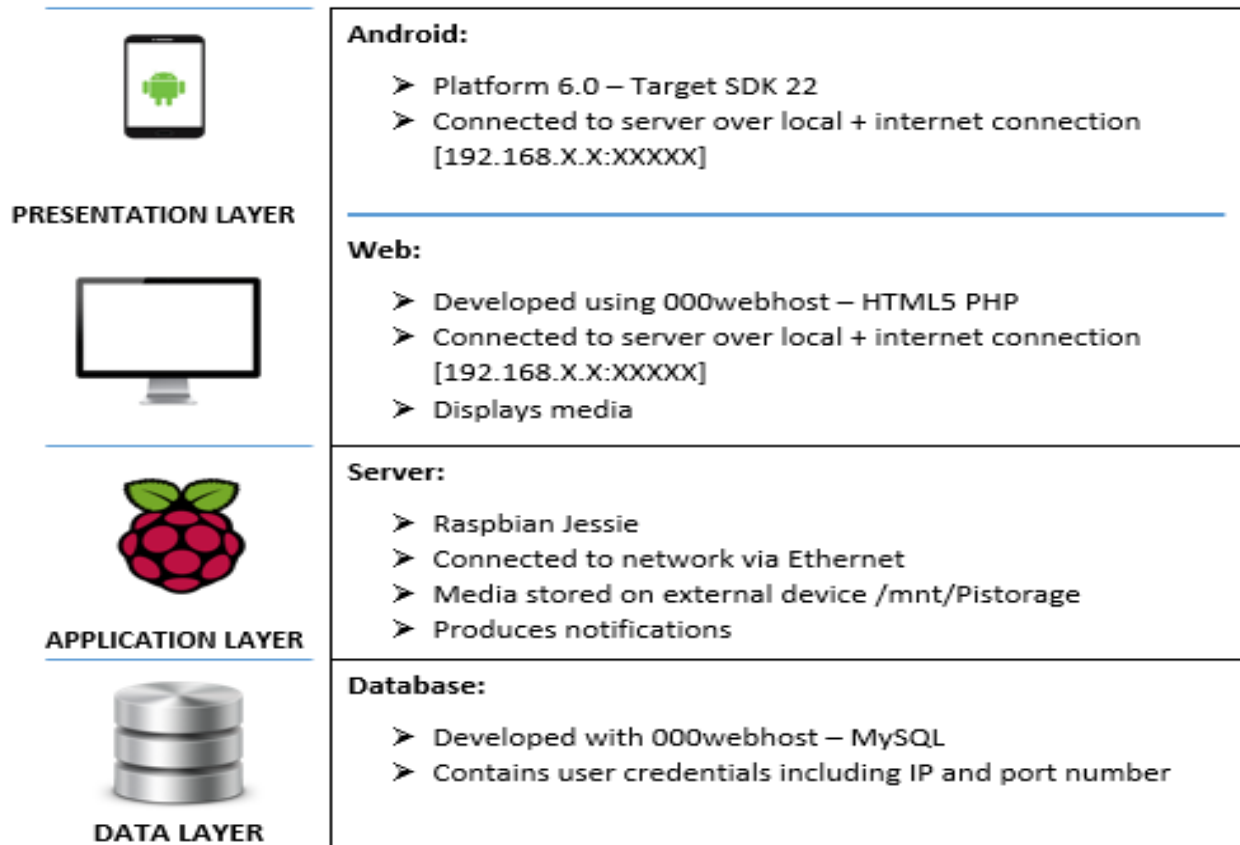 Android:
➢ Platform 6.0 – Target SDK 22
➢ Connected to server over local + internet connection
[192.168.X.X:XXXXX]
PRESENTATION LAYER
Web:
➢ Developed using 000webhost – HTML5 PHP
➢ Connected to server over local + internet connection
[192.168.X.X:XXXXX]
➢ Displays media
Server:
➢ Raspbian Jessie
➢ Connected to network via Ethernet
➢ Media stored on external device /mnt/Pistorage
➢ Produces notifications
APPLICATION LAYER
Database:
➢ Developed with 000webhost – MySQL
➢ Contains user credentials including IP and port number
DATA LAYER